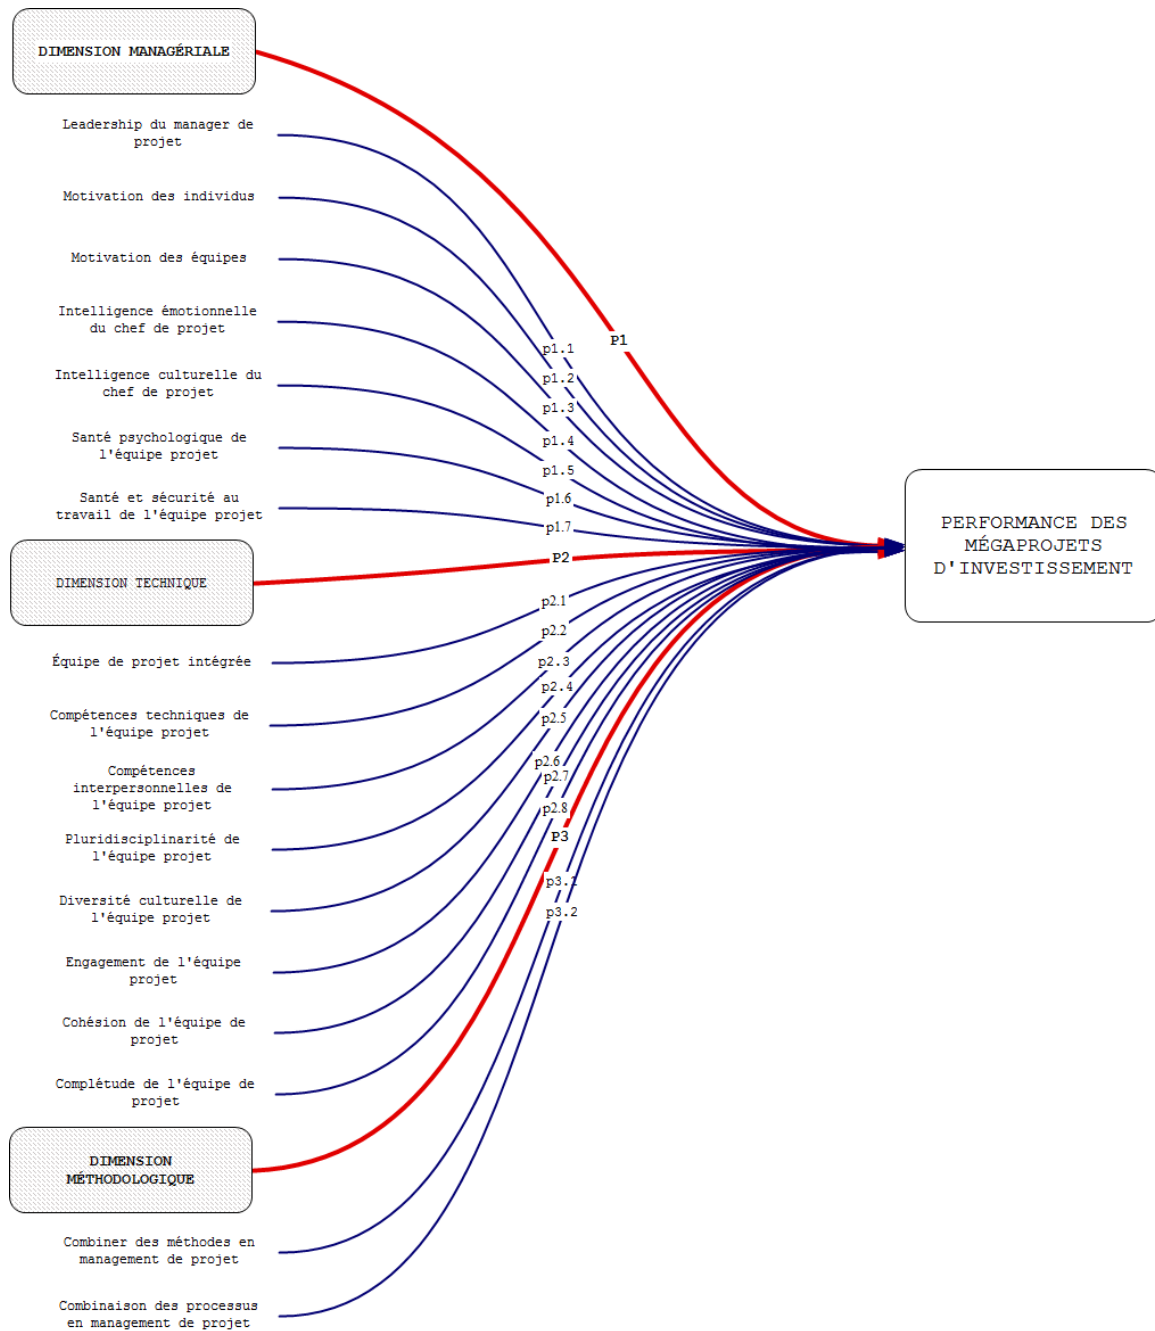 DIMENSION MANAGÉRIALE
Leadership du manager de
projet
Motivation des individus
Motivation des équipes
Intelligence émotionnelle
du chef de projet
Intelligence culturelle du
chef de projet
Santé psychologique de
l'équipe projet
Santé et sécurité au
travail de l'équipe projet
DIMENSION TECHNIQUE
Équipe de projet intégrée
Compétences techniques de
l'équipe projet
Compétences
interpersonnelles de
l'équipe projet
Pluridisciplinarité de
l'équipe projet
Diversité culturelle de
l'équipe projet
Engagement de l'équipe
projet
Cohésion de l'équipe de
projet
Complétude de l'équipe de
projet
DIMENSION
MÉTHODOLOGIQUE
Combiner des méthodes en
management de projet
Combinaison des processus
en management de projet
P1
p1.1
p1.2
p1.3
p1.4
p1.5
p1.6
p1.7
P2
p2.1
p2.2
p2.3
p2.4
p2.5
p2.6
p2.7
p2.8
P3
p3.1
p3.2
PERFORMANCE DES
MÉGAPROJETS
D'INVESTISSEMENT